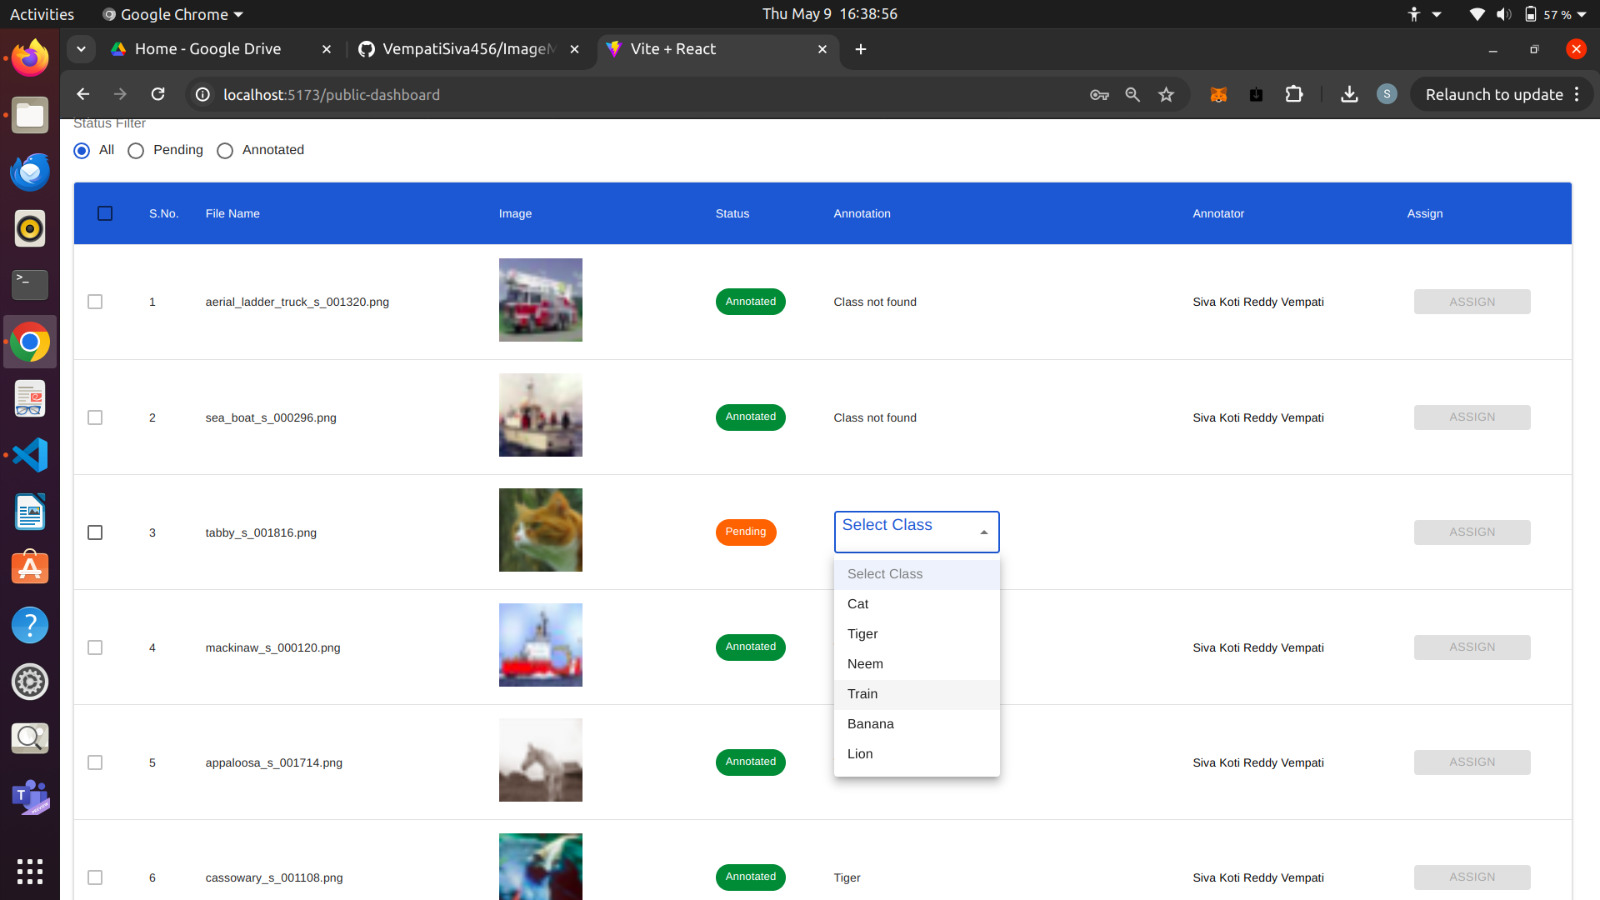 Activities Google Chrome Thu May 9 16:38:56 57 %
Home - Google Drive VempatiSiva456/ImageM Vite + React
localhost:5173/public-dashboard S Relaunch to update
Status Filter
All Pending Annotated
S.No. File Name Image Status Annotation Annotator Assign
1 aerial_ladder_truck_s_001320.png Annotated Class not found Siva Koti Reddy Vempati ASSIGN
2 sea_boat_s_000296.png Annotated Class not found Siva Koti Reddy Vempati ASSIGN
3 tabby_s_001816.png Pending Select Class ASSIGN
Select Class
Cat
Tiger
Neem
Train
Banana
Lion
4 mackinaw_s_000120.png Annotated Siva Koti Reddy Vempati ASSIGN
5 appaloosa_s_001714.png Annotated Siva Koti Reddy Vempati ASSIGN
6 cassowary_s_001108.png Annotated Tiger Siva Koti Reddy Vempati ASSIGN